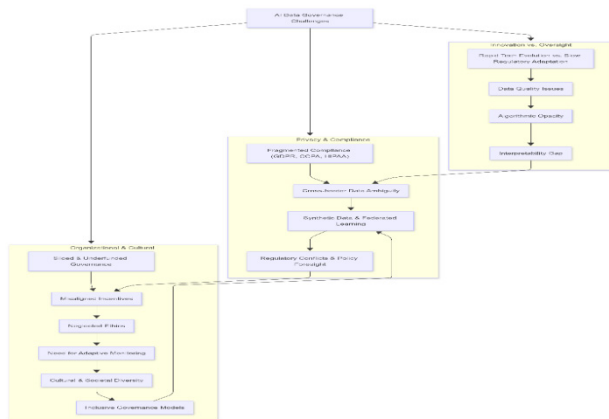 AI Data Governance
Challenges
Innovation vs. Oversight
Rapid Tech Evolution vs. Slow
Regulatory Adaptation
Data Quality Issues
Algorithmic Opacity
Interpretability Gap
Privacy & Compliance
Fragmented Compliance
(GDPR, CCPA, HIPAA)
Cross-border Data Ambiguity
Synthetic Data & Federated
Learning
Regulatory Conflicts & Policy
Foresight
Organizational & Cultural
Siloed & Underfunded
Governance
Misaligned Incentives
Neglected Ethics
Need for Adaptive Monitoring
Cultural & Societal Diversity
Inclusive Governance Models